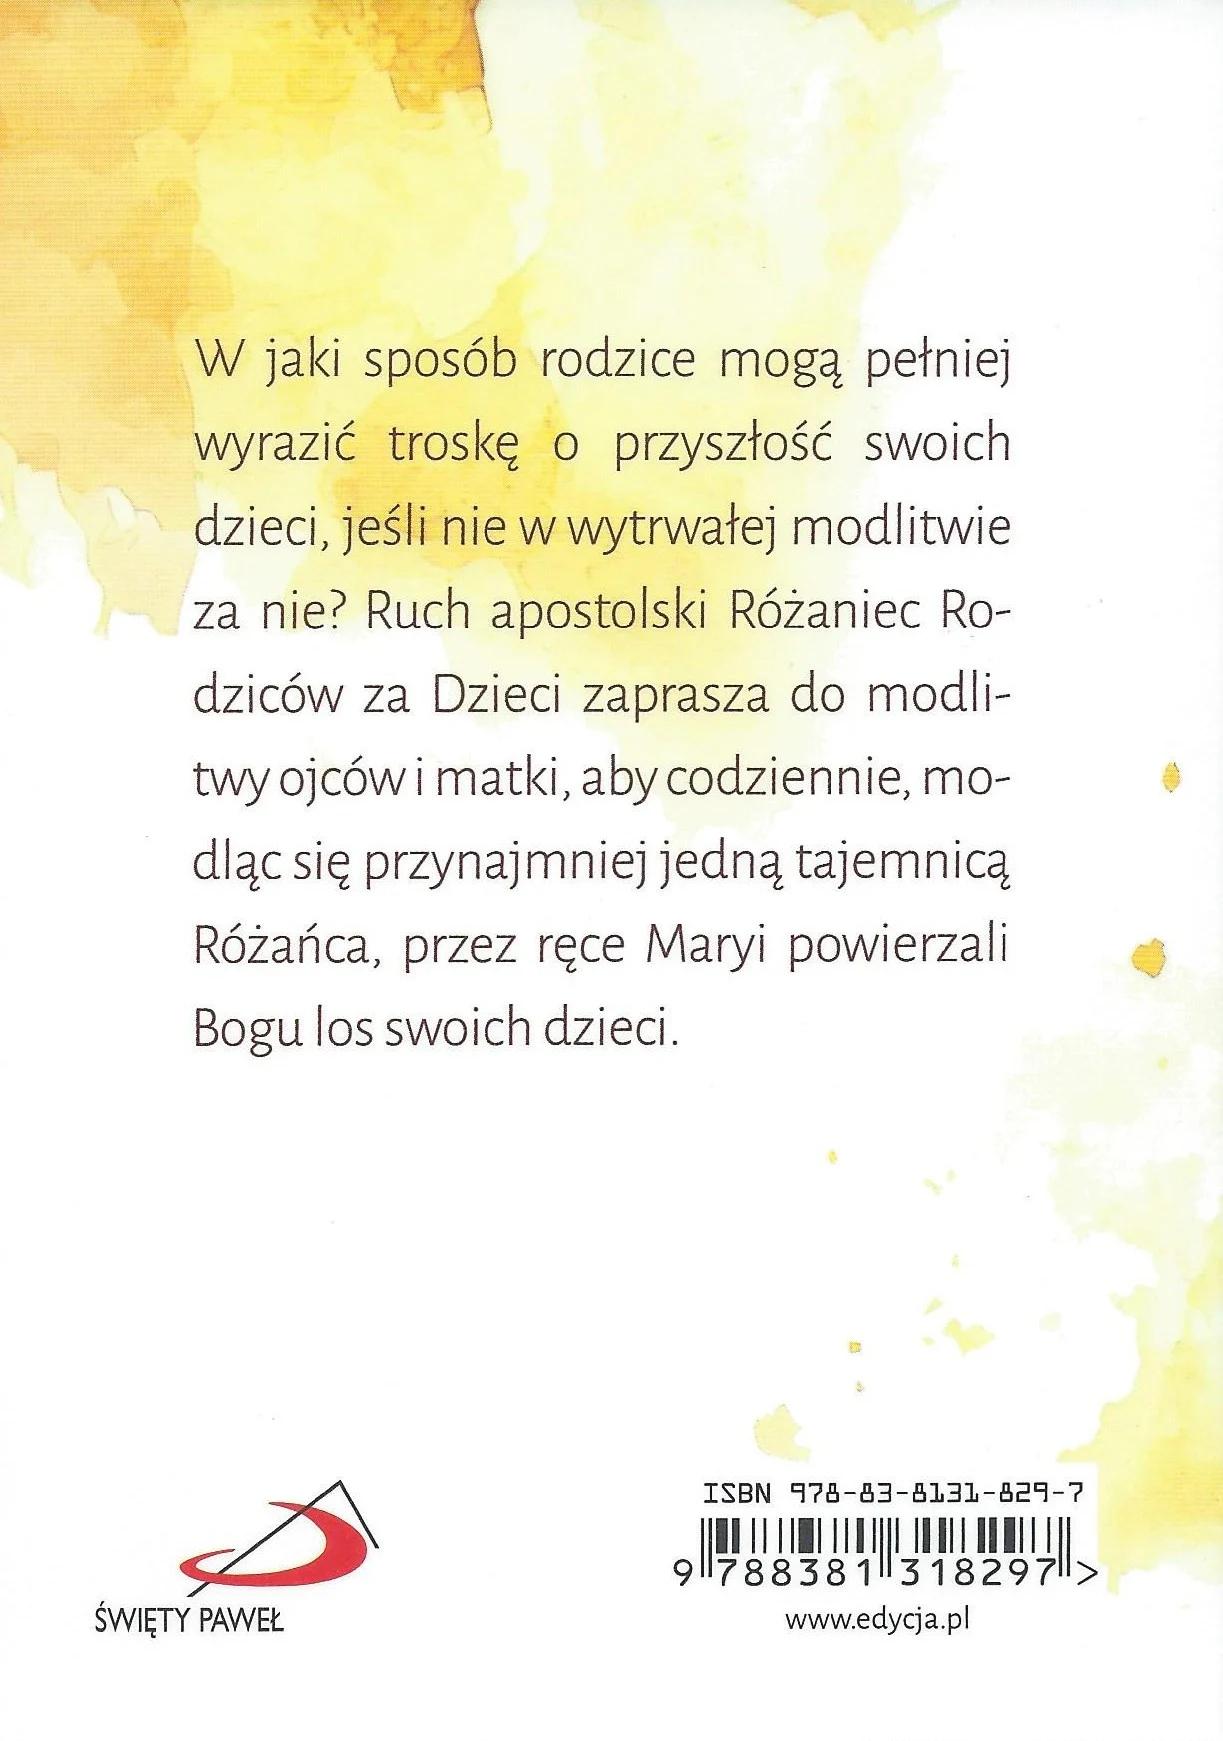 W jaki sposób rodzice mogą pełniej
wyrazić troskę o przyszłość swoich
dzieci, jeśli nie w wytrwałej modlitwie
za nie? Ruch apostolski Różaniec Ro-
dziców za Dzieci zaprasza do modli-
twy ojców i matki, aby codziennie, mo-
dląc się przynajmniej jedną tajemnicą
Różańca, przez ręce Maryi powierzali
Bogu los swoich dzieci.
ŚWIĘTY PAWEŁ
ISBN 978-83-8131-829-7
9 788381 318297 >
www.edycja.pl